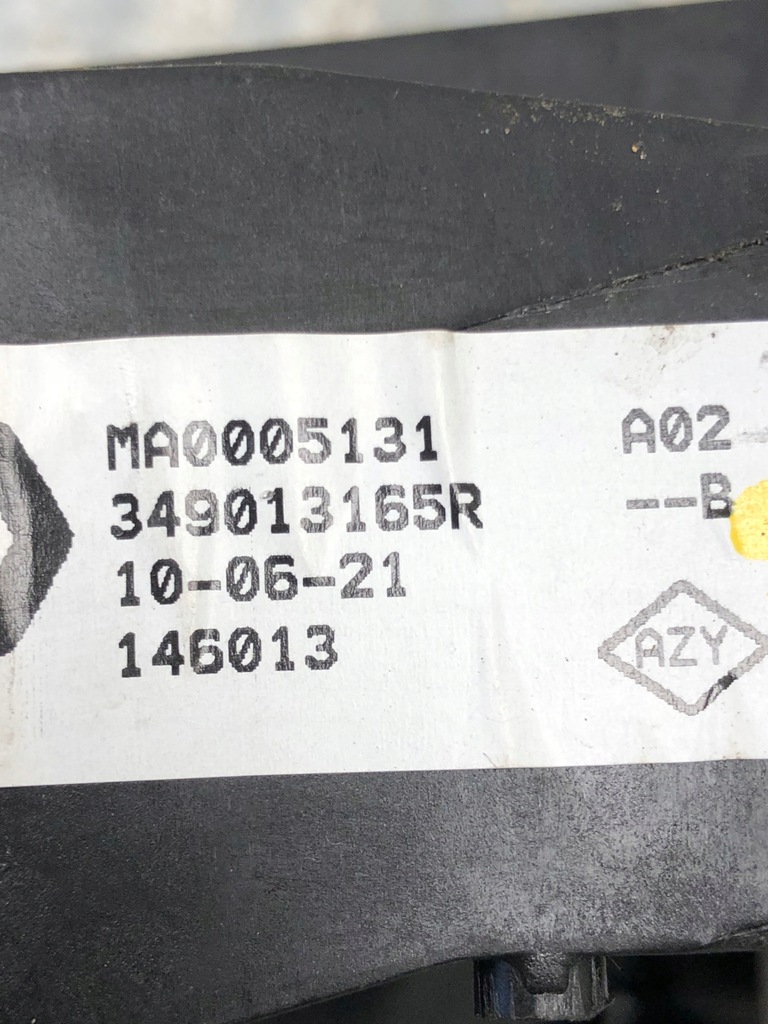 MA0005131
349013165R
10-06-21
146013
A02-
--B
AZY